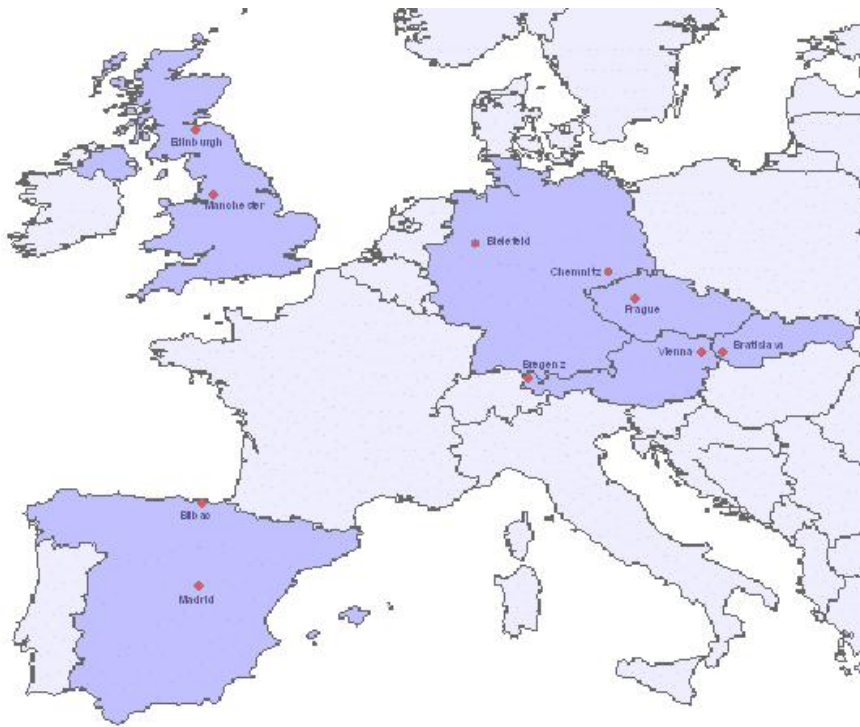 Edinburgh
Manchester
Bielefeld
Chemnitz
Prague
Vienna
Bratislava
Bregenz
Bilbao
Madrid